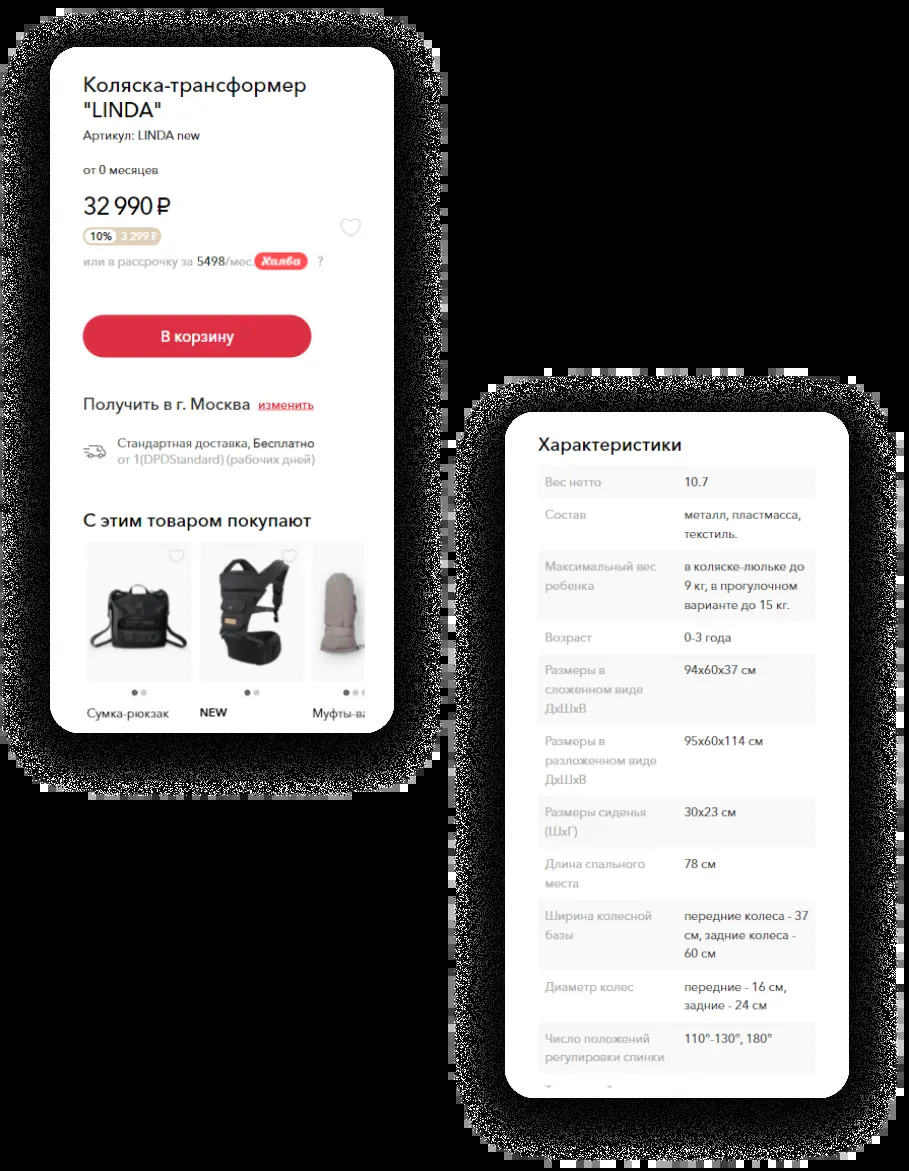 Коляска-трансформер
"LINDA"
Артикул: LINDA new
от 0 месяцев
32 990 ₽
10% 3 299 ₽
или в рассрочку за 5498/мес. Халва ?
В корзину
Получить в г. Москва изменить
Стандартная доставка, Бесплатно
от 1(DPDStandard) (рабочих дней)
С этим товаром покупают
Сумка-рюкзак NEW Муфты-ва
Характеристики
Вес нетто 10.7
Состав металл, пластмасса,
текстиль.
Максимальный вес в коляске-люльке до
ребенка 9 кг, в прогулочном
варианте до 15 кг.
Возраст 0-3 года
Размеры в 94х60х37 см
сложенном виде
ДхШхВ
Размеры в 95х60х114 см
разложенном виде
ДхШхВ
Размеры сиденья 30х23 см
(ШхГ)
Длина спального 78 см
места
Ширина колесной передние колеса - 37
базы см, задние колеса -
60 см
Диаметр колес передние - 16 см,
задние - 24 см
Число положений 110°-130°, 180°
регулировки спинки